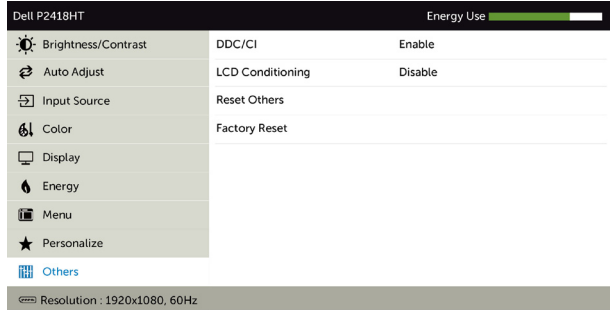 Dell P2418HT Energy Use
Brightness/Contrast DDC/CI Enable
Auto Adjust LCD Conditioning Disable
Input Source Reset Others
Color Factory Reset
Display
Energy
Menu
Personalize
Others
Resolution : 1920x1080, 60Hz